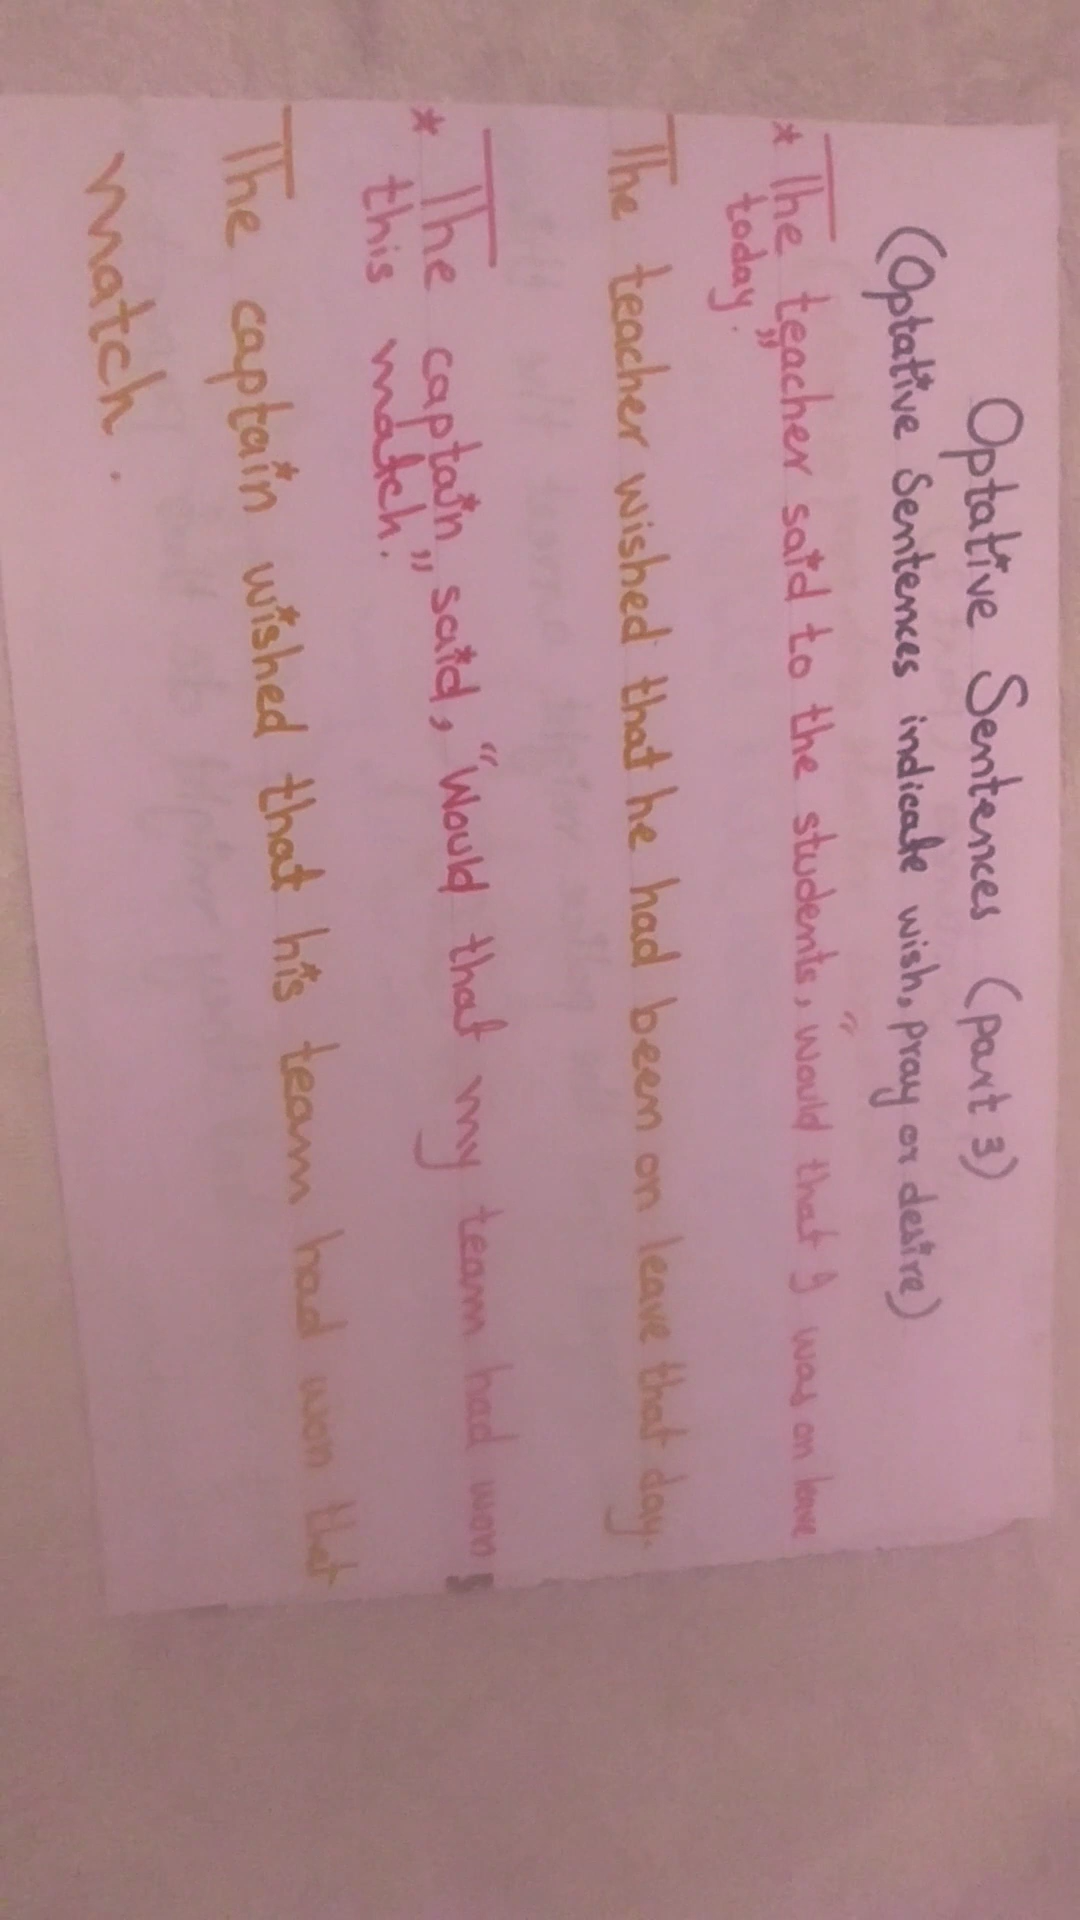 Optative Sentences (part 3)
(Optative Sentences indicate wish, pray or desire)
* The teacher said to the students, "would that I was on leave
today."
The teacher wished that he had been on leave that day.
* The captain said, "Would that my team had won
this match."
The captain wished that his team had won that
match.